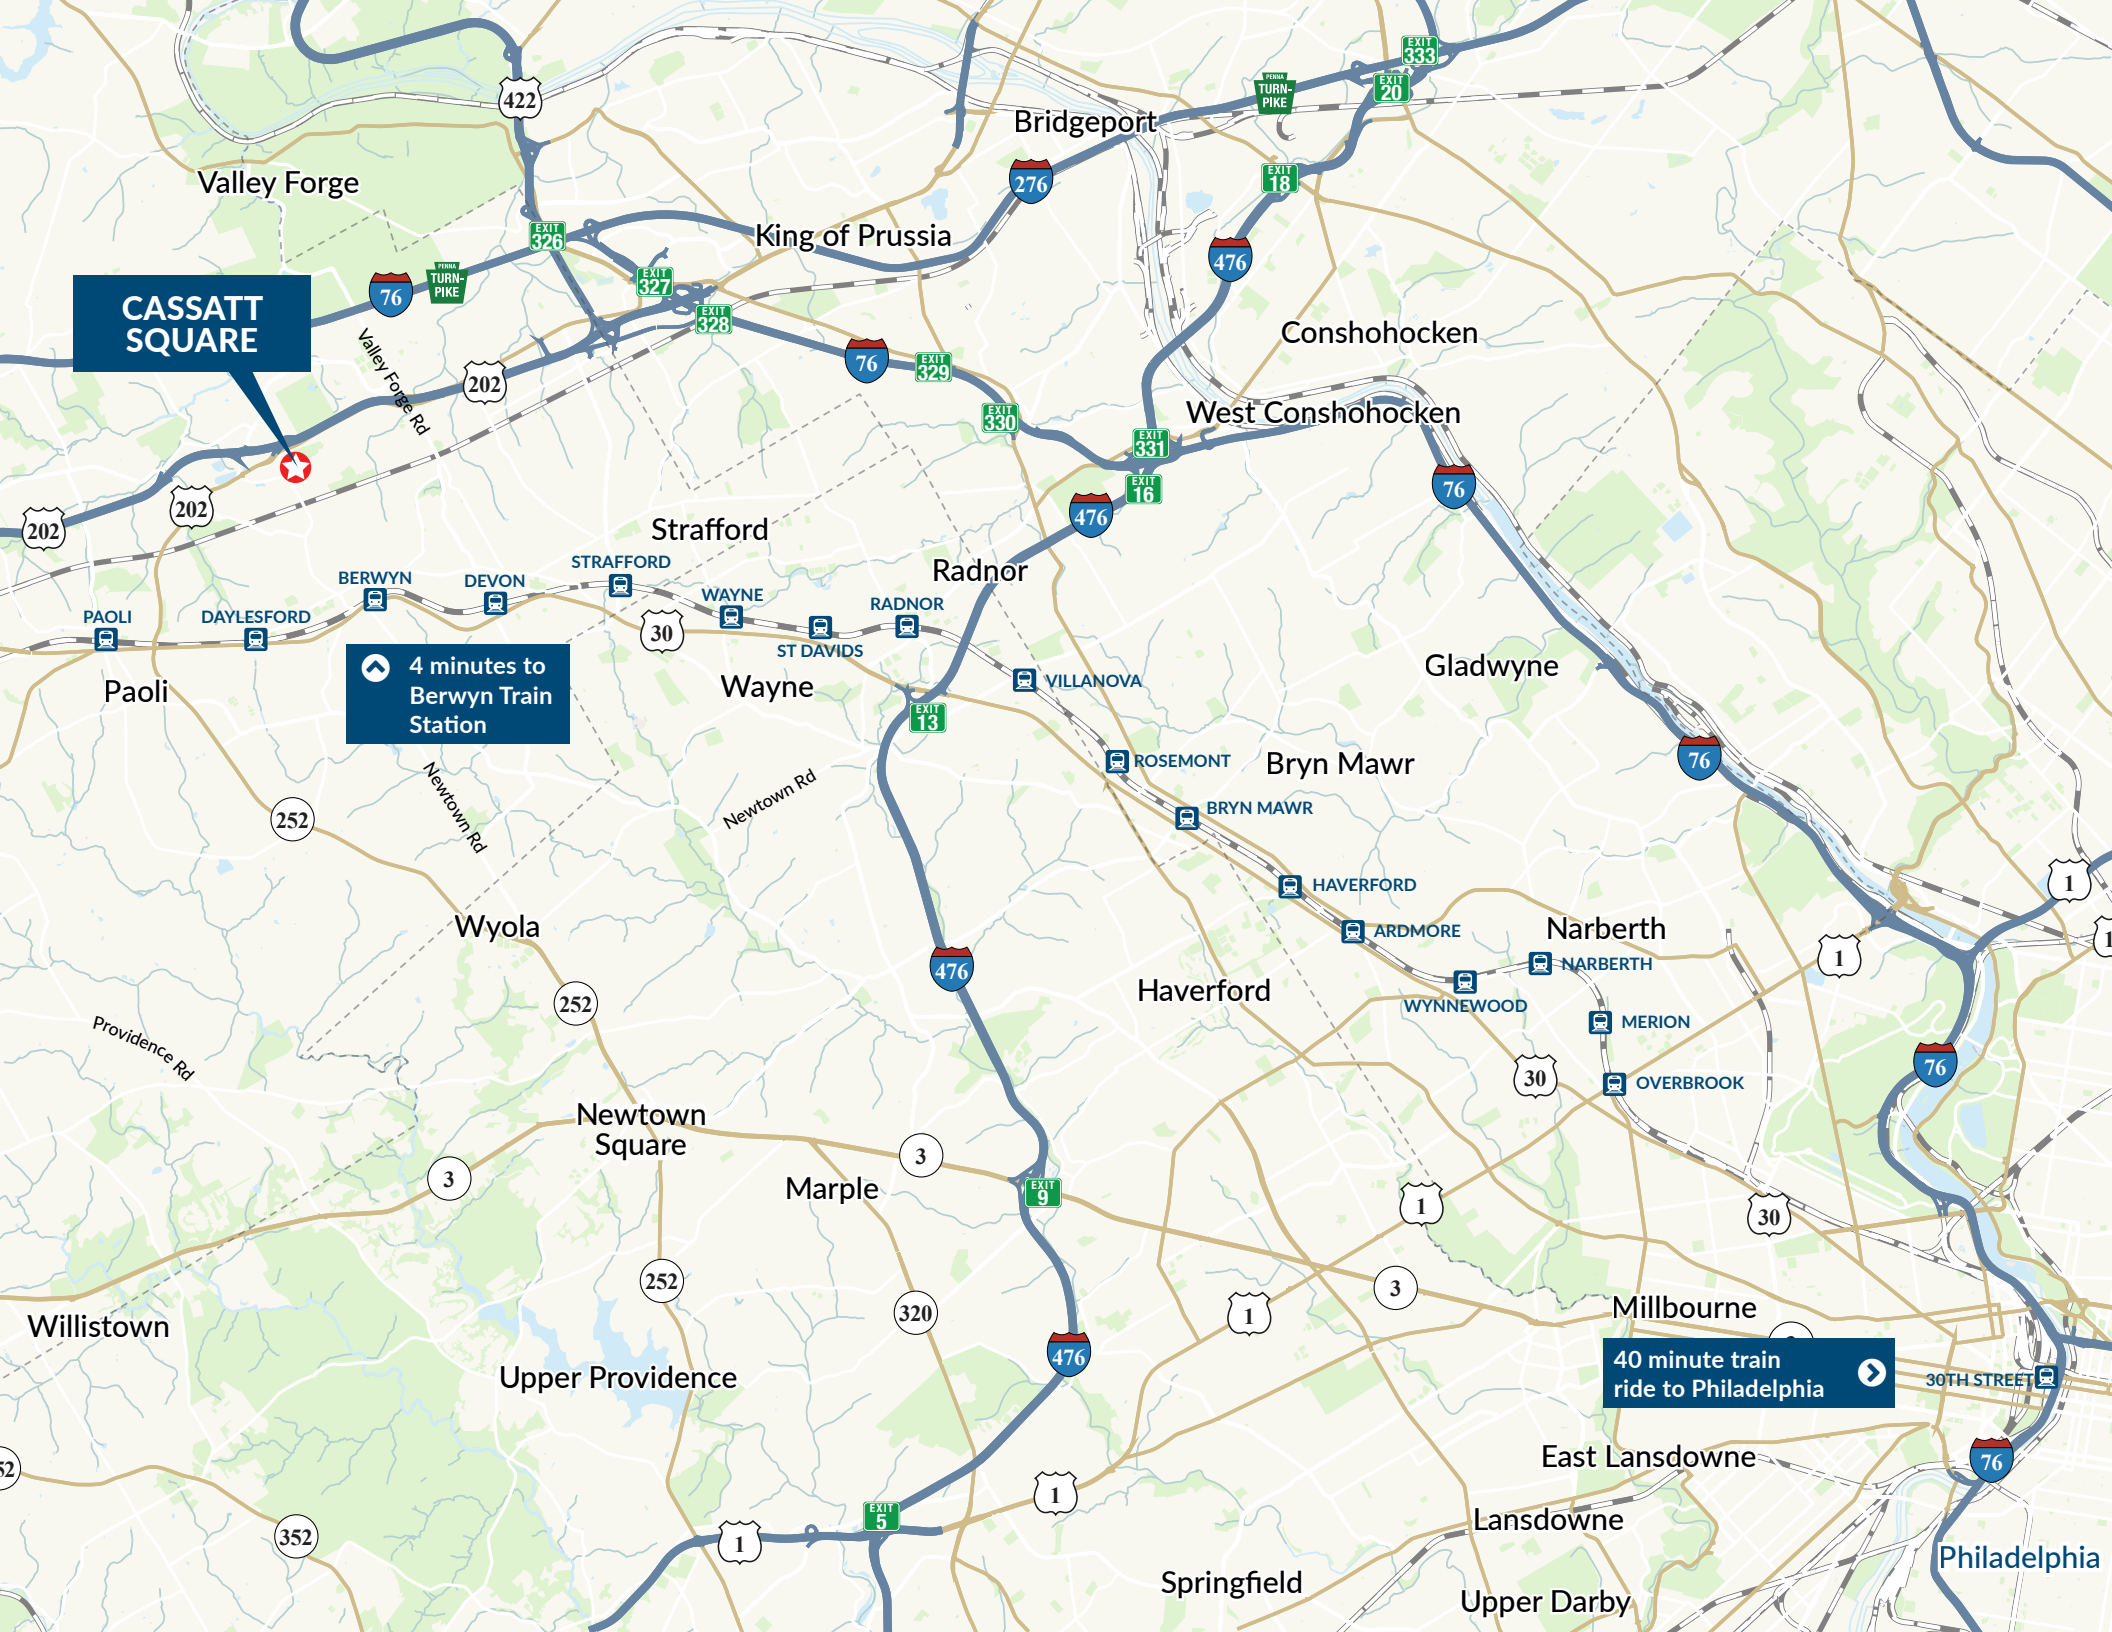 422
EXIT
333
EXIT
20
PENNA
TURN-
PIKE
Bridgeport
Valley Forge
276
EXIT
18
EXIT
326
King of Prussia
476
76
PENNA
TURN-
PIKE
EXIT
327
EXIT
328
CASSATT
SQUARE
Valley Forge Rd
202
76
EXIT
329
Conshohocken
EXIT
330
West Conshohocken
EXIT
331
EXIT
16
76
202
202
476
Strafford
Radnor
STRAFFORD
BERWYN
DEVON
WAYNE
RADNOR
PAOLI
DAYLESFORD
30
ST DAVIDS
4 minutes to
Berwyn Train
Station
Paoli
Wayne
VILLANOVA
Gladwyne
EXIT
13
ROSEMONT
Bryn Mawr
76
Newtown Rd
Newtown Rd
BRYN MAWR
252
HAVERFORD
1
Wyola
ARDMORE
Narberth
1
1
NARBERTH
476
Haverford
WYNNEWOOD
252
MERION
Providence Rd
30
76
OVERBROOK
Newtown
Square
3
3
Marple
EXIT
9
1
30
252
3
320
1
Millbourne
Willistown
476
40 minute train
ride to Philadelphia
30TH STREET
Upper Providence
East Lansdowne
76
52
1
EXIT
5
Lansdowne
352
1
Philadelphia
Springfield
Upper Darby